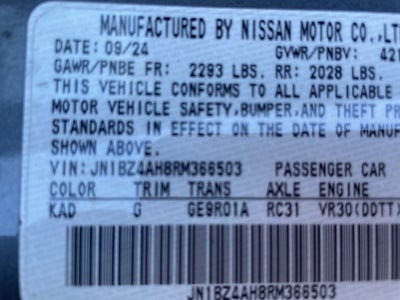 MANUFACTURED BY NISSAN MOTOR CO.,LT
DATE: 09/24 GVWR/PNBV: 421
GAWR/PNBE FR: 2293 LBS. RR: 2028 LBS.
THIS VEHICLE CONFORMS TO ALL APPLICABLE
MOTOR VEHICLE SAFETY,BUMPER,AND THEFT P
STANDARDS IN EFFECT ON THE DATE OF MANUF
SHOWN ABOVE.
VIN: JN1BZ4AH8RM366503 PASSENGER CAR
COLOR TRIM TRANS AXLE ENGINE
KAD G GE9R01A RC31 VR30(DDTT)
JN1BZ4AH8RM366503